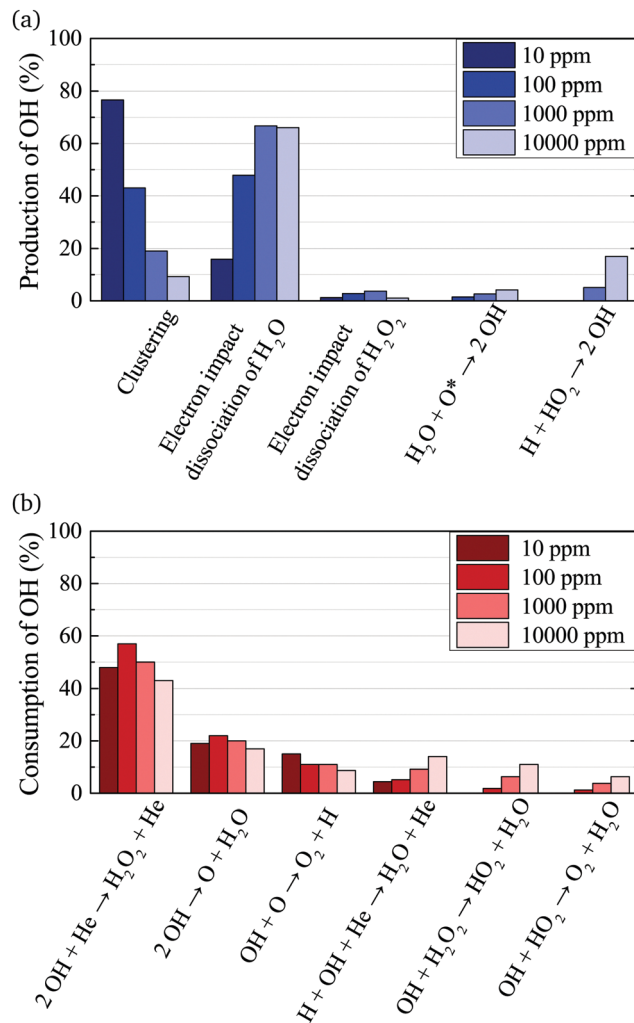 (a)
100
80
60
40
20
0
Production of OH (%)
10 ppm
100 ppm
1000 ppm
10000 ppm
Clustering
Electron impact
dissociation of H₂O
Electron impact
dissociation of H₂O₂
H₂O + O* → 2 OH
H + HO₂ → 2 OH
(b)
100
80
60
40
20
0
Consumption of OH (%)
10 ppm
100 ppm
1000 ppm
10000 ppm
2 OH + He → H₂O₂ + He
2 OH → O + H₂O
OH + O → O₂ + H
H + OH + He → H₂O + He
OH + H₂O₂ → HO₂ + H₂O
OH + HO₂ → O₂ + H₂O